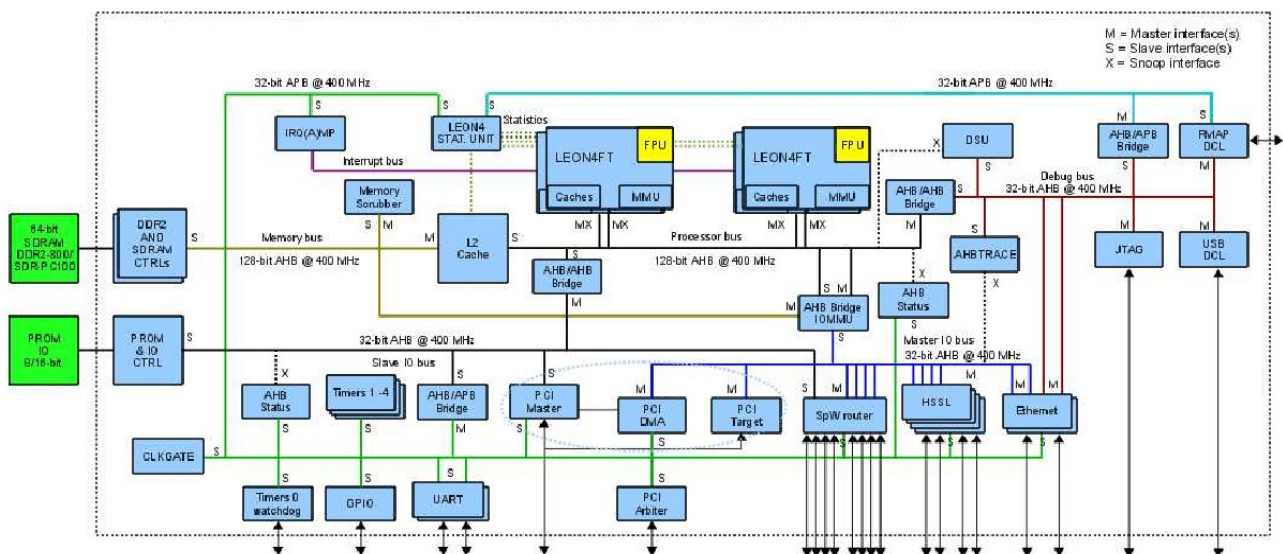 M = Master interface(s)
S = Slave interface(s)
X = Snoop interface
32-bit APB @ 400 MHz
32-bit APB @ 400 MHz
S
S
S
M
S
IRQ(A)MP
LEON4
STAT. UNIT
Statistics
LEON4FT
FPU
LEON4FT
FPU
X
DSU
AHB/APB
Bridge
RMAP
DCL
S
M
M
Interrupt bus
Debug bus
32-bit AHB @ 400 MHz
Memory
Scrubber
Caches
MMU
Caches
MMU
AHB/AHB
Bridge
S
S
M
MX
MX
MX
MX
M
S
M
M
64-bit
SDRAM
DDR2-800/
SDR-PC100
DDR2
AND
SDRAM
CTRLs
S
Memory bus
M
L2
Cache
S
Processor bus
AHBTRACE
JTAG
USB
DCL
128-bit AHB @ 400 MHz
128-bit AHB @ 400 MHz
AHB/AHB
Bridge
S
X
X
M
S
M
M
AHB Bridge
IOMMU
AHB
Status
S
S
PROM
IO
8/16-bit
PROM
& IO
CTRL
S
32-bit AHB @ 400 MHz
Master IO bus
32-bit AHB @ 400 MHz
Slave IO bus
X
S
S
M
M
S
M
M
M
M
AHB
Status
Timers 1 -4
AHB/APB
Bridge
PCI
Master
PCI
DMA
PCI
Target
SpW router
HSSL
Ethernet
S
S
M
S
S
S
S
S
CLKGATE
S
S
S
S
S
S
Timers 0
watchdog
GPIO
UART
PCI
Arbiter